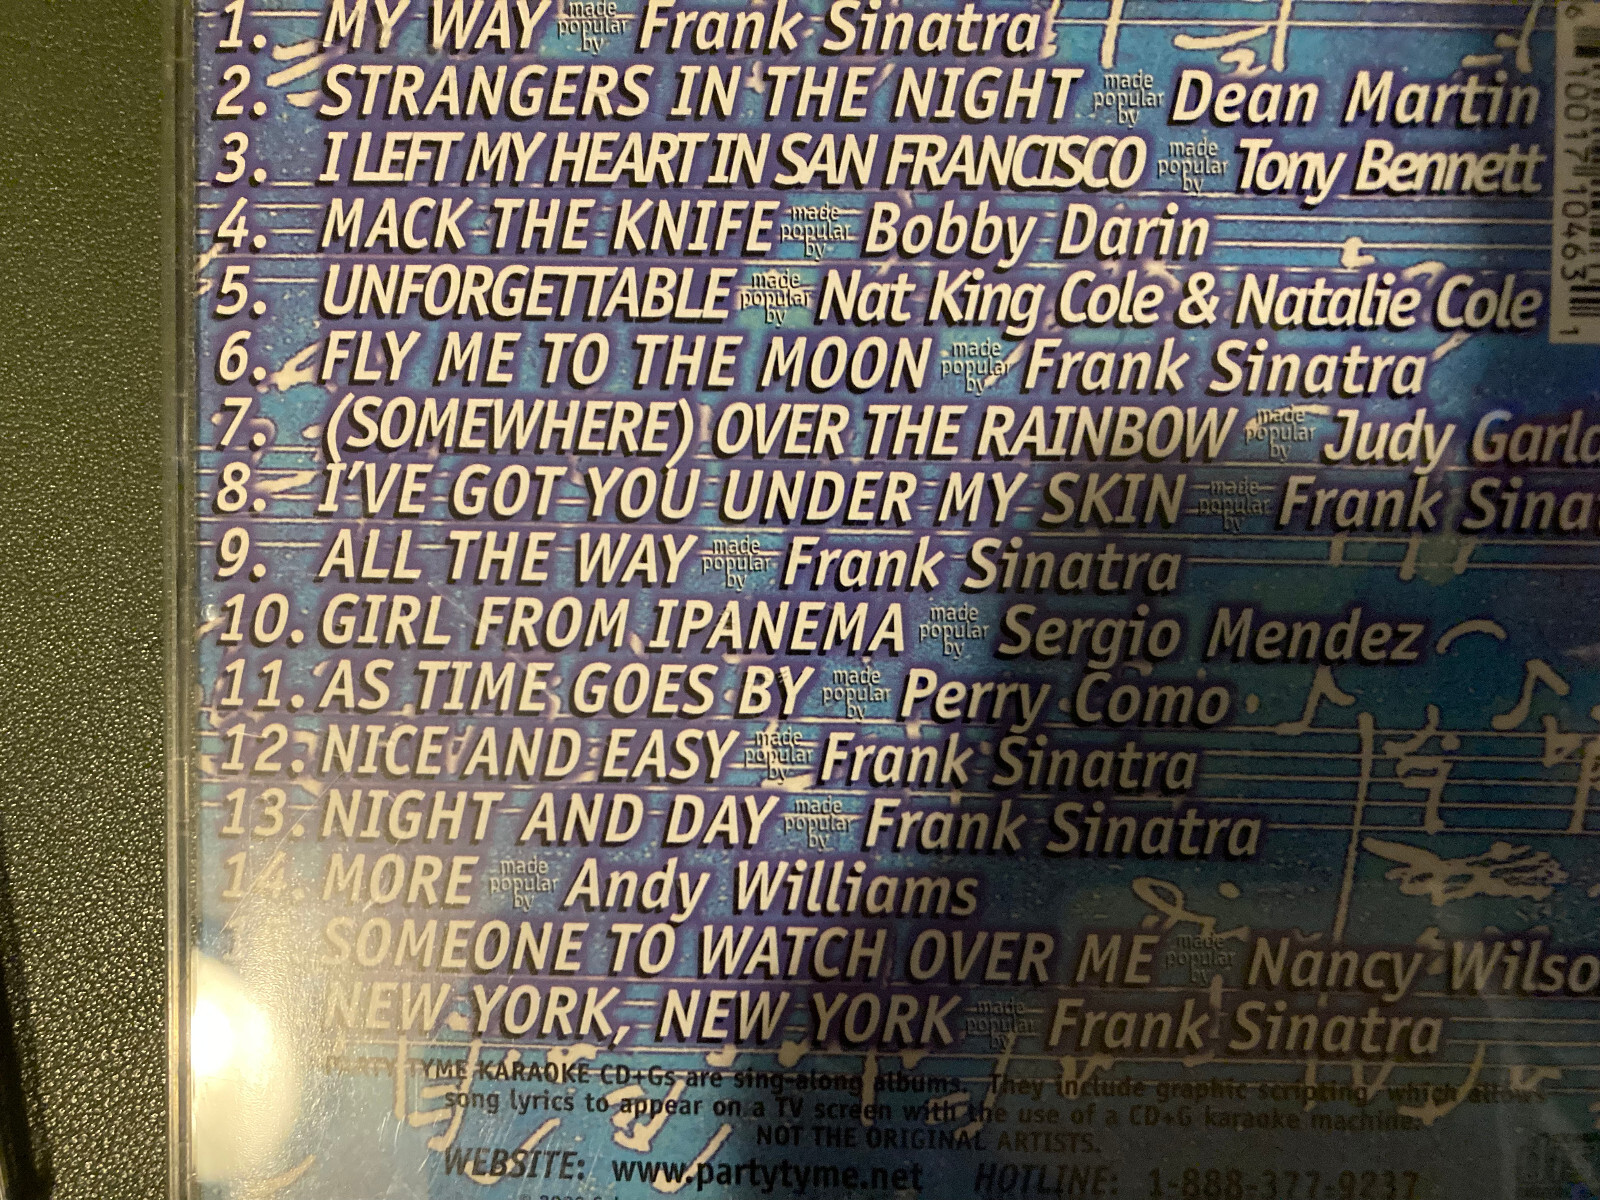 1. MY WAY made popular by Frank Sinatra
2. STRANGERS IN THE NIGHT made popular by Dean Martin
3. I LEFT MY HEART IN SAN FRANCISCO made popular by Tony Bennett
4. MACK THE KNIFE made popular by Bobby Darin
5. UNFORGETTABLE made popular by Nat King Cole & Natalie Cole
6. FLY ME TO THE MOON made popular by Frank Sinatra
7. (SOMEWHERE) OVER THE RAINBOW made popular by Judy Garla
8. I'VE GOT YOU UNDER MY SKIN made popular by Frank Sinat
9. ALL THE WAY made popular by Frank Sinatra
10. GIRL FROM IPANEMA made popular by Sergio Mendez
11. AS TIME GOES BY made popular by Perry Como
12. NICE AND EASY made popular by Frank Sinatra
13. NIGHT AND DAY made popular by Frank Sinatra
14. MORE made popular by Andy Williams
SOMEONE TO WATCH OVER ME made popular by Nancy Wilso
NEW YORK, NEW YORK made popular by Frank Sinatra
PARTY TYME KARAOKE CD+Gs are sing-along albums. They include graphic scripting which allows
song lyrics to appear on a TV screen with the use of a CD+G karaoke machine.
NOT THE ORIGINAL ARTISTS.
WEBSITE: www.partytyme.net HOTLINE: 1-888-377-9237